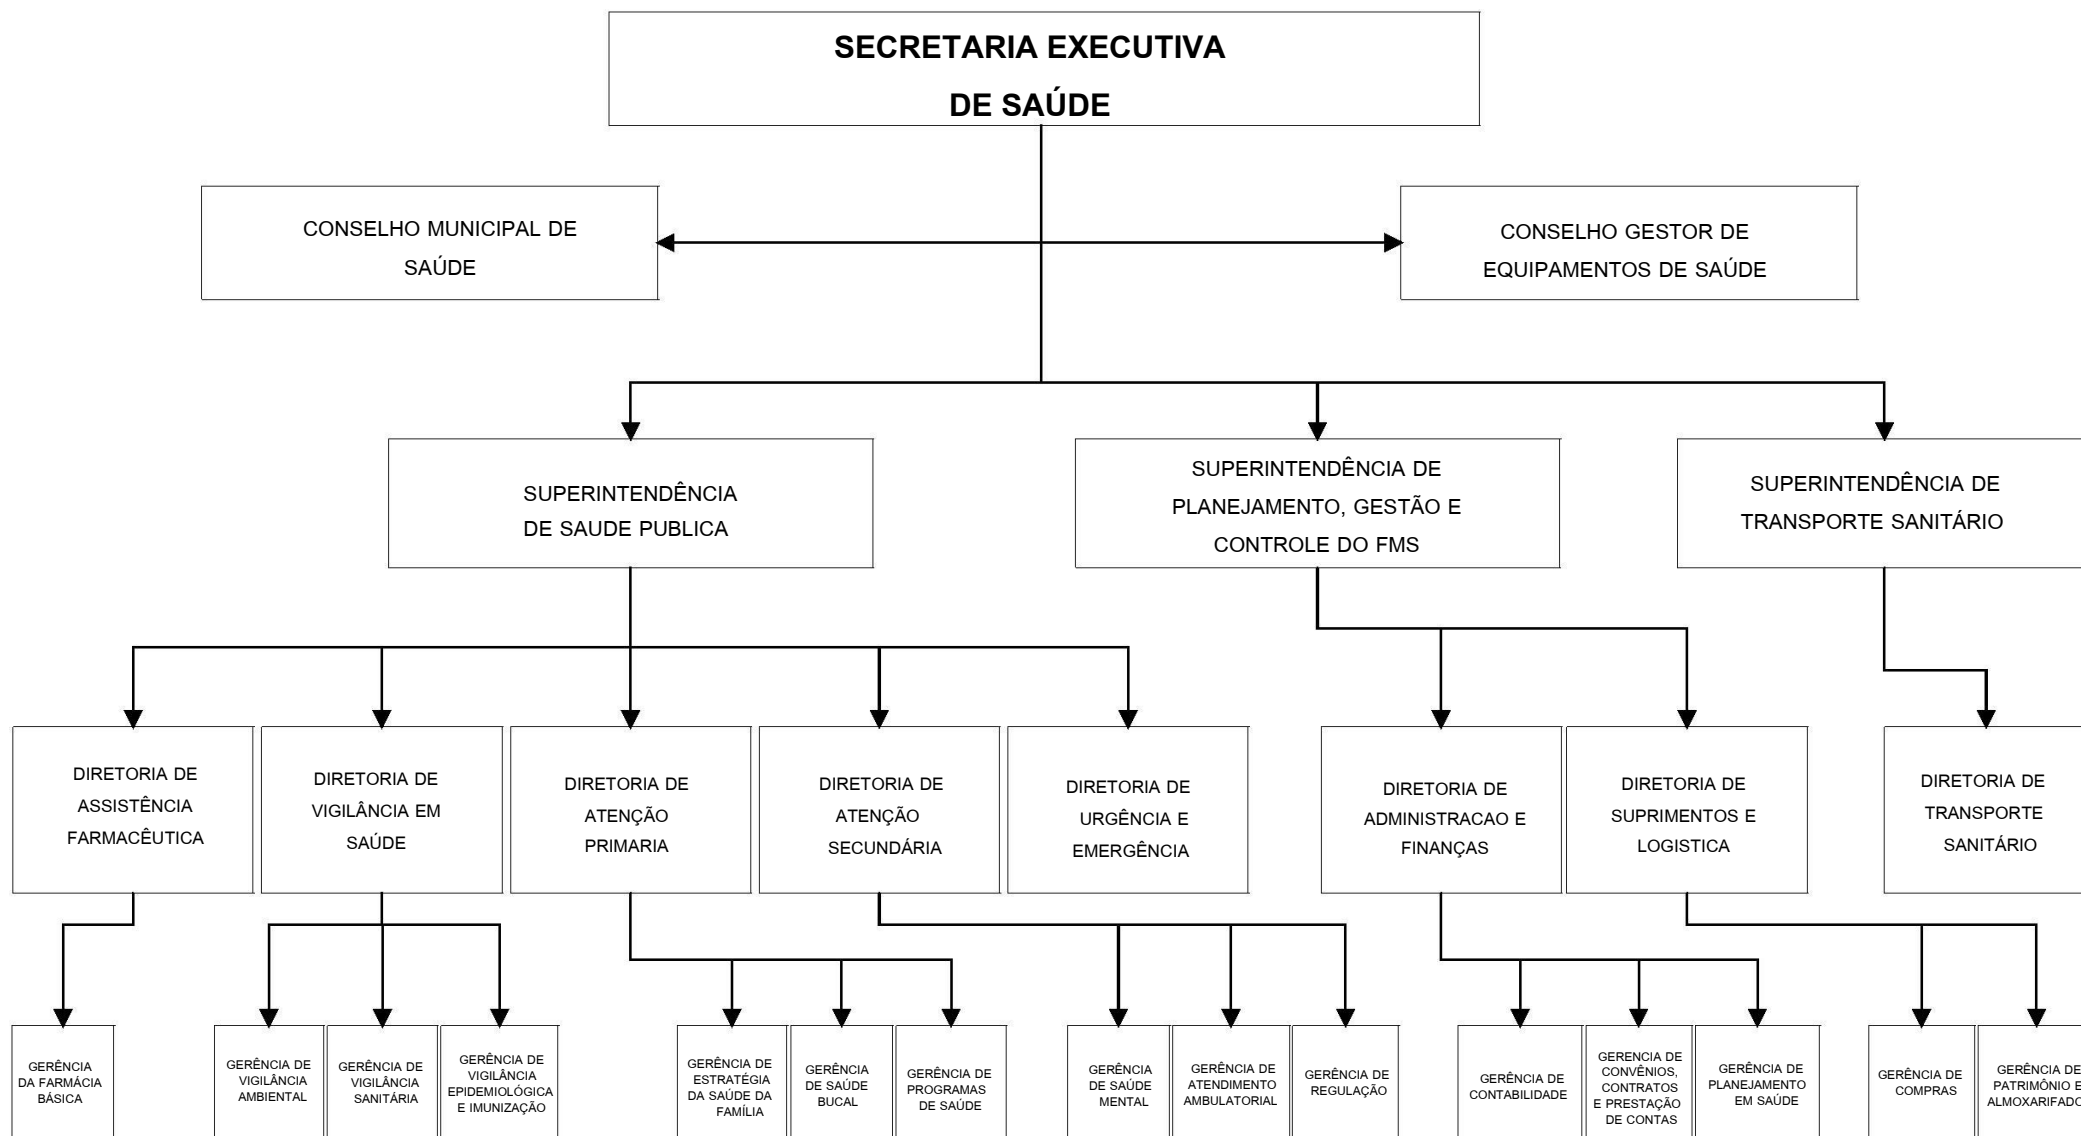 SECRETARIA EXECUTIVA
DE SAÚDE
CONSELHO MUNICIPAL DE
SAÚDE
CONSELHO GESTOR DE
EQUIPAMENTOS DE SAÚDE
SUPERINTENDÊNCIA
DE SAUDE PUBLICA
SUPERINTENDÊNCIA DE
PLANEJAMENTO, GESTÃO E
CONTROLE DO FMS
SUPERINTENDÊNCIA DE
TRANSPORTE SANITÁRIO
DIRETORIA DE
ASSISTÊNCIA
FARMACÊUTICA
DIRETORIA DE
VIGILÂNCIA EM
SAÚDE
DIRETORIA DE
ATENÇÃO
PRIMARIA
DIRETORIA DE
ATENÇÃO
SECUNDÁRIA
DIRETORIA DE
URGÊNCIA E
EMERGÊNCIA
DIRETORIA DE
ADMINISTRACAO E
FINANÇAS
DIRETORIA DE
SUPRIMENTOS E
LOGISTICA
DIRETORIA DE
TRANSPORTE
SANITÁRIO
GERÊNCIA
DA FARMÁCIA
BÁSICA
GERÊNCIA DE
VIGILÂNCIA
AMBIENTAL
GERÊNCIA DE
VIGILÂNCIA
SANITÁRIA
GERÊNCIA DE
VIGILÂNCIA
EPIDEMIOLÓGICA
E IMUNIZAÇÃO
GERÊNCIA DE
ESTRATÉGIA
DA SAÚDE DA
FAMÍLIA
GERÊNCIA
DE SAÚDE
BUCAL
GERÊNCIA DE
PROGRAMAS
DE SAÚDE
GERÊNCIA
DE SAÚDE
MENTAL
GERÊNCIA DE
ATENDIMENTO
AMBULATORIAL
GERÊNCIA DE
REGULAÇÃO
GERÊNCIA DE
CONTABILIDADE
GERENCIA DE
CONVÊNIOS,
CONTRATOS
E PRESTAÇÃO
DE CONTAS
GERÊNCIA DE
PLANEJAMENTO
EM SAÚDE
GERÊNCIA DE
COMPRAS
GERÊNCIA DE
PATRIMÔNIO E
ALMOXARIFADO